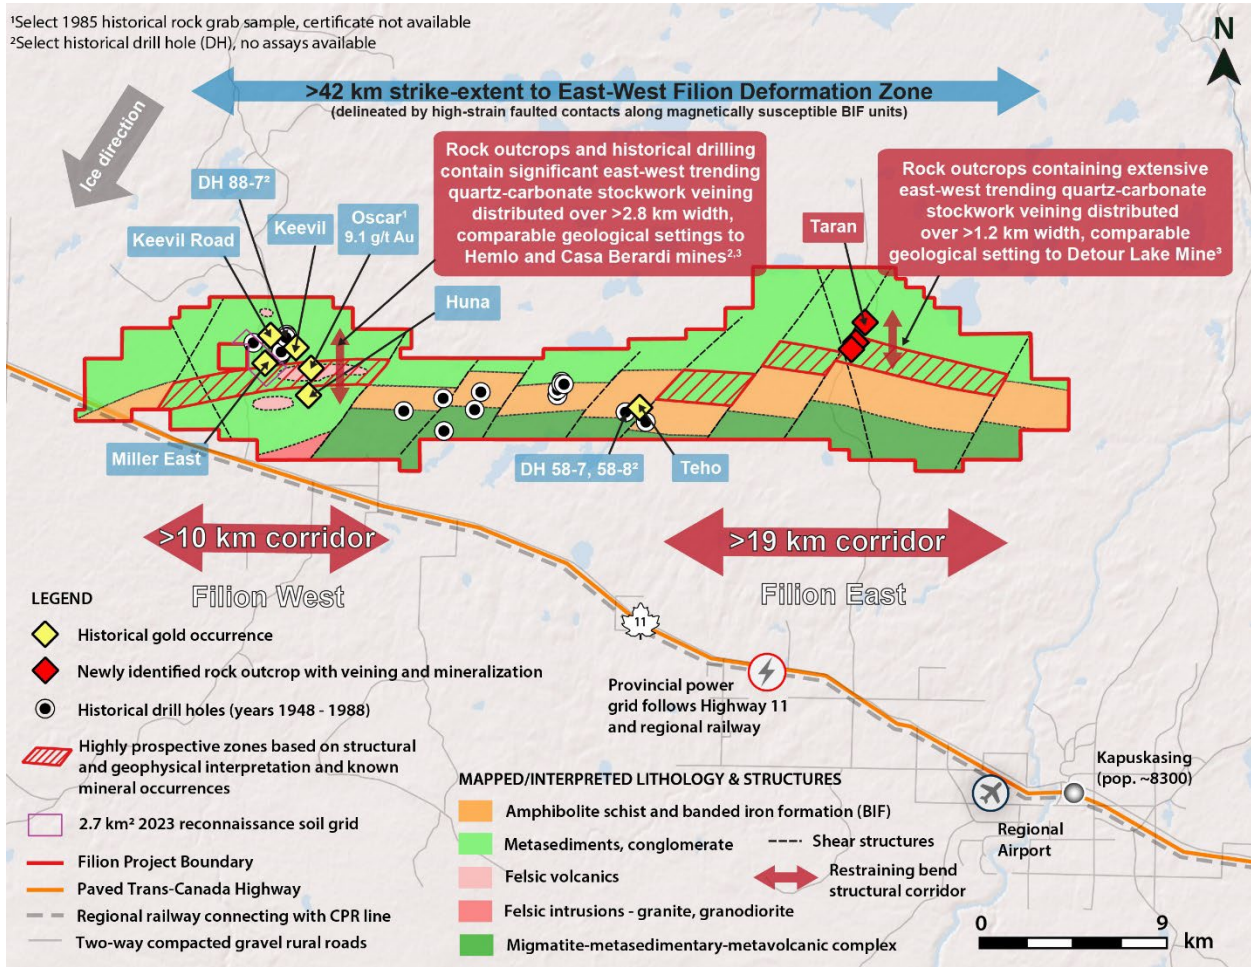 ¹Select 1985 historical rock grab sample, certificate not available
²Select historical drill hole (DH), no assays available
N
>42 km strike-extent to East-West Filion Deformation Zone
(delineated by high-strain faulted contacts along magnetically susceptible BIF units)
Ice direction
Rock outcrops and historical drilling
contain significant east-west trending
quartz-carbonate stockwork veining
distributed over >2.8 km width,
comparable geological settings to
Hemlo and Casa Berardi mines²,³
Rock outcrops containing extensive
east-west trending quartz-carbonate
stockwork veining distributed
over >1.2 km width, comparable
geological setting to Detour Lake Mine³
DH 88-7²
Keevil Road
Keevil
Oscar¹
9.1 g/t Au
Huna
Taran
Miller East
DH 58-7, 58-8²
Teho
>10 km corridor
Filion West
>19 km corridor
Filion East
11
Provincial power
grid follows Highway 11
and regional railway
Kapuskasing
(pop. ~8300)
Regional
Airport
LEGEND
Historical gold occurrence
Newly identified rock outcrop with veining and mineralization
Historical drill holes (years 1948 - 1988)
Highly prospective zones based on structural
and geophysical interpretation and known
mineral occurrences
2.7 km² 2023 reconnaissance soil grid
Filion Project Boundary
Paved Trans-Canada Highway
Regional railway connecting with CPR line
Two-way compacted gravel rural roads
MAPPED/INTERPRETED LITHOLOGY & STRUCTURES
Amphibolite schist and banded iron formation (BIF)
Metasediments, conglomerate
Felsic volcanics
Felsic intrusions - granite, granodiorite
Migmatite-metasedimentary-metavolcanic complex
Shear structures
Restraining bend
structural corridor
0 9
km